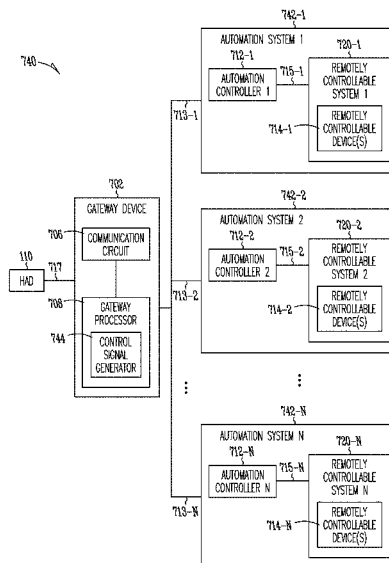 740
742-1
AUTOMATION SYSTEM 1
712-1
AUTOMATION
CONTROLLER 1
715-1
720-1
REMOTELY
CONTROLLABLE
SYSTEM 1
714-1
REMOTELY
CONTROLLABLE
DEVICE(S)
713-1
702
GATEWAY DEVICE
706
COMMUNICATION
CIRCUIT
110
HAD
717
708
GATEWAY
PROCESSOR
744
CONTROL
SIGNAL
GENERATOR
742-2
AUTOMATION SYSTEM 2
712-2
AUTOMATION
CONTROLLER 2
715-2
720-2
REMOTELY
CONTROLLABLE
SYSTEM 2
714-2
REMOTELY
CONTROLLABLE
DEVICE(S)
713-2
742-N
AUTOMATION SYSTEM N
712-N
AUTOMATION
CONTROLLER N
715-N
720-N
REMOTELY
CONTROLLABLE
SYSTEM N
714-N
REMOTELY
CONTROLLABLE
DEVICE(S)
713-N